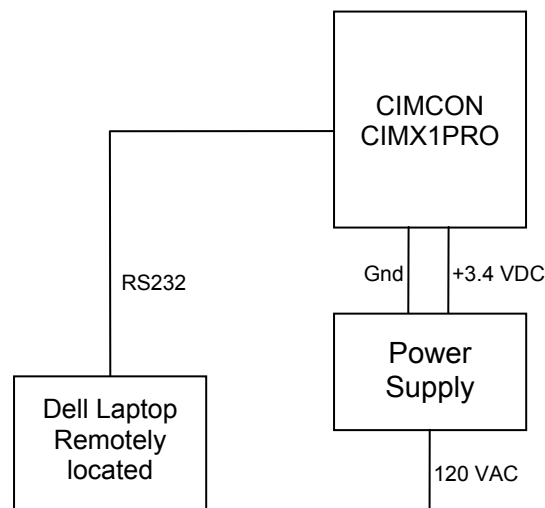 CIMCON
CIMX1PRO
Gnd
+3.4 VDC
RS232
Power
Supply
Dell Laptop
Remotely
located
120 VAC